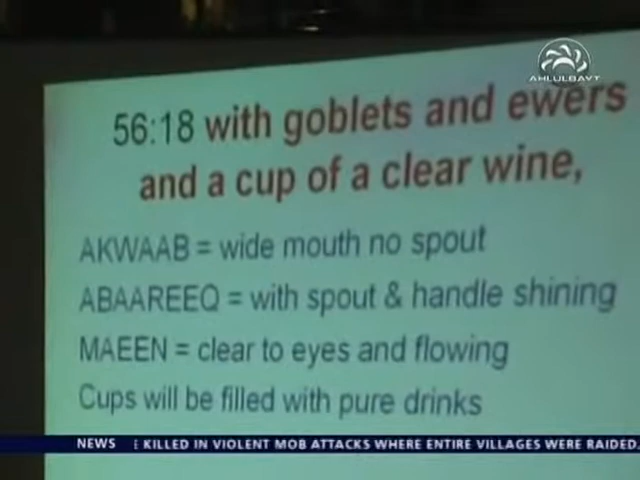 AHLULBAYT
56:18 with goblets and ewers
and a cup of a clear wine,
AKWAAB = wide mouth no spout
ABAAREEQ = with spout & handle shining
MAEEN = clear to eyes and flowing
Cups will be filled with pure drinks
NEWS KILLED IN VIOLENT MOB ATTACKS WHERE ENTIRE VILLAGES WERE RAIDED.